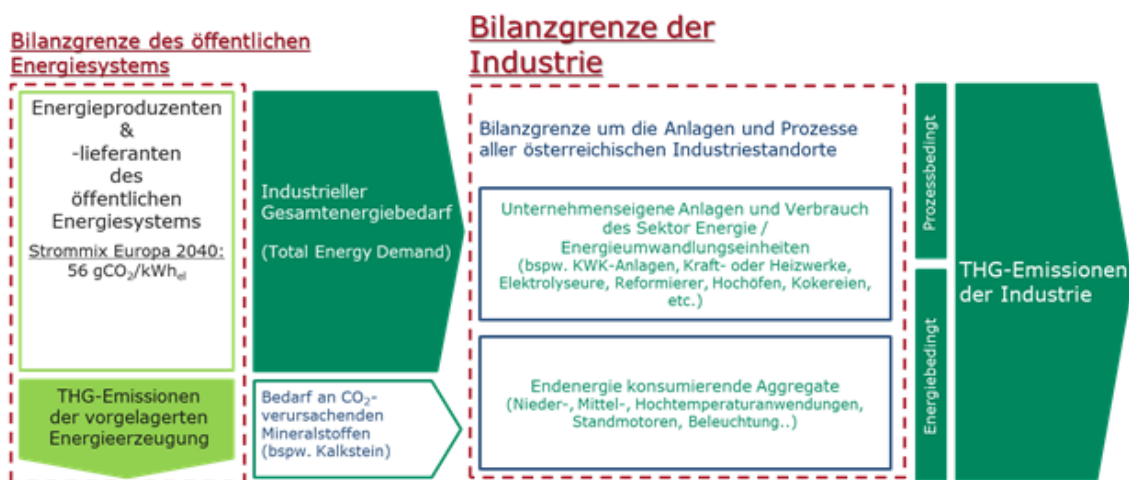 Bilanzgrenze des öffentlichen
Energiesystems
Energieproduzenten
&
-lieferanten
des
öffentlichen
Energiesystems
Strommix Europa 2040:
56 gCO₂/kWhₑₗ
THG-Emissionen
der vorgelagerten
Energieerzeugung
Industrieller
Gesamtenergiebedarf
(Total Energy Demand)
Bedarf an CO₂-
verursachenden
Mineralstoffen
(bspw. Kalkstein)
Bilanzgrenze der
Industrie
Bilanzgrenze um die Anlagen und Prozesse
aller österreichischen Industriestandorte
Unternehmenseigene Anlagen und Verbrauch
des Sektor Energie /
Energieumwandlungseinheiten
(bspw. KWK-Anlagen, Kraft- oder Heizwerke,
Elektrolyseure, Reformierer, Hochöfen, Kokereien,
etc.)
Endenergie konsumierende Aggregate
(Nieder-, Mittel-, Hochtemperaturanwendungen,
Standmotoren, Beleuchtung..)
Prozessbedingt
Energiebedingt
THG-Emissionen
der Industrie